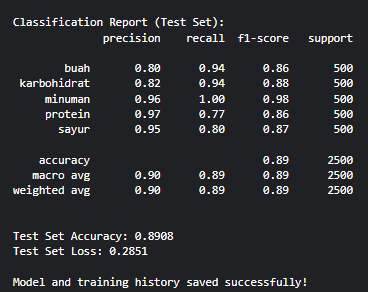 Classification Report (Test Set):
precision recall f1-score support
buah 0.80 0.94 0.86 500
karbohidrat 0.82 0.94 0.88 500
minuman 0.96 1.00 0.98 500
protein 0.97 0.77 0.86 500
sayur 0.95 0.80 0.87 500
accuracy 0.89 2500
macro avg 0.90 0.89 0.89 2500
weighted avg 0.90 0.89 0.89 2500
Test Set Accuracy: 0.8908
Test Set Loss: 0.2851
Model and training history saved successfully!